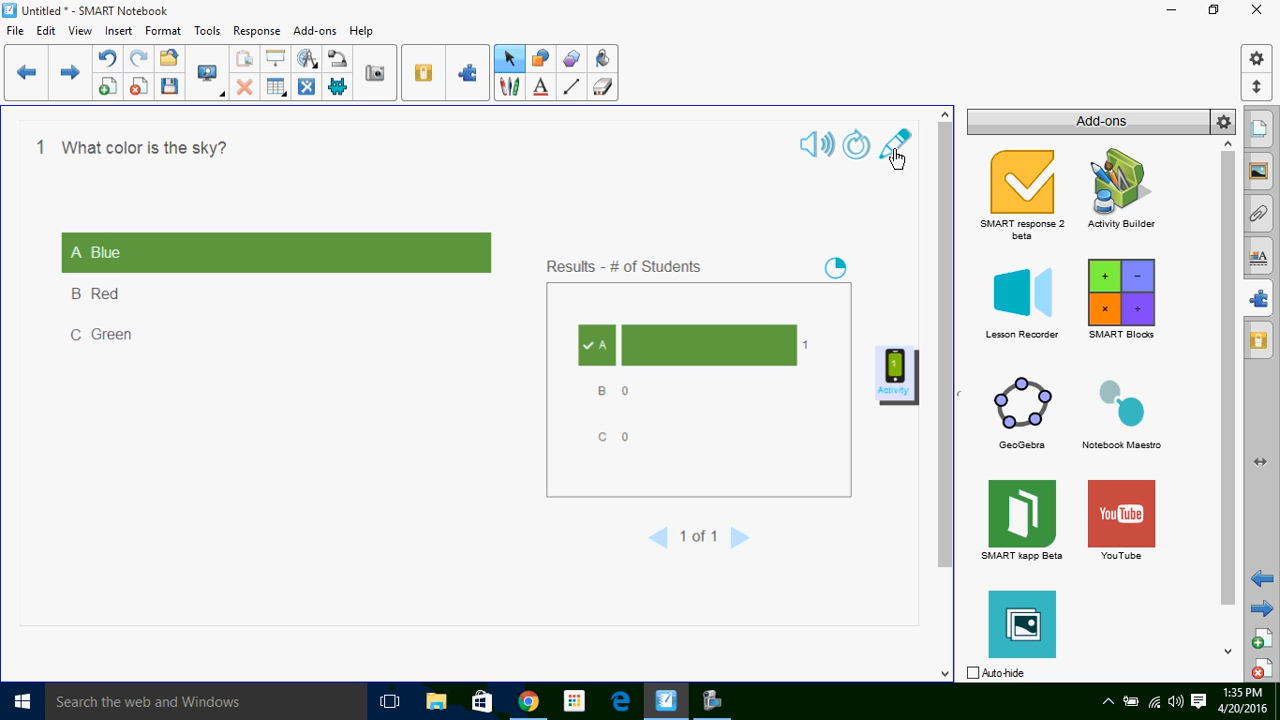 Untitled * - SMART Notebook
File Edit View Insert Format Tools Response Add-ons Help
A
Add-ons
1 What color is the sky?
SMART response 2 beta
Activity Builder
A Blue
B Red
C Green
Results - # of Students
A 1
B 0
C 0
1
Activity
1 of 1
Lesson Recorder
+ −
× ÷
SMART Blocks
GeoGebra
Notebook Maestro
SMART kapp Beta
You Tube
YouTube
Auto-hide
Search the web and Windows
1:35 PM
4/20/2016